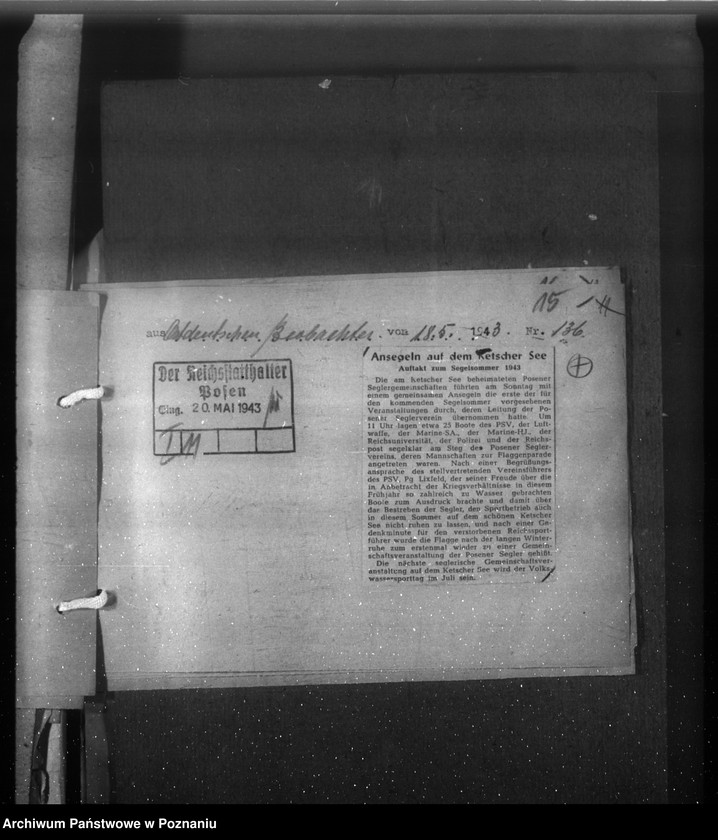 15
aus Ostdeutschen Beobachter. von 18.5. 1943. Nr. 136.
Der Reichsstatthalter
Posen
Eing. 20. MAI 1943
Ansegeln auf dem Ketscher See
Auftakt zum Segelsommer 1943
Die am Ketscher See beheimateten Posener
Seglergemeinschaften führten am Sonntag mit
einem gemeinsamen Ansegeln die erste der für
den kommenden Segelsommer vorgesehenen
Veranstaltungen durch, deren Leitung der Po-
sener Seglerverein übernommen hatte. Um
11 Uhr lagen etwa 25 Boote des PSV, der Luft-
waffe, der Marine-SA., der Marine-HJ., der
Reichsuniversität, der Polizei und der Reichs-
post segelklar am Steg des Posener Segler-
vereins, deren Mannschaften zur Flaggenparade
angetreten waren. Nach einer Begrüßungs-
ansprache des stellvertretenden Vereinsführers
des PSV, Pg Lixfeld, der seiner Freude über die
in Anbetracht der Kriegsverhältnisse in diesem
Frühjahr so zahlreich zu Wasser gebrachten
Boote zum Ausdruck brachte und damit über
das Bestreben der Segler, den Sportbetrieb auch
in diesem Sommer auf dem schönen Ketscher
See nicht ruhen zu lassen, und nach einer Ge-
denkminute für den verstorbenen Reichssport-
führer wurde die Flagge nach der langen Winter-
ruhe zum erstenmal wieder zu einer Gemein-
schaftsveranstaltung der Posener Segler gehißt.
Die nächste seglerische Gemeinschaftsver-
anstaltung auf dem Ketscher See wird der Volks-
wassersporttag im Juli sein.
Archiwum Państwowe w Poznaniu